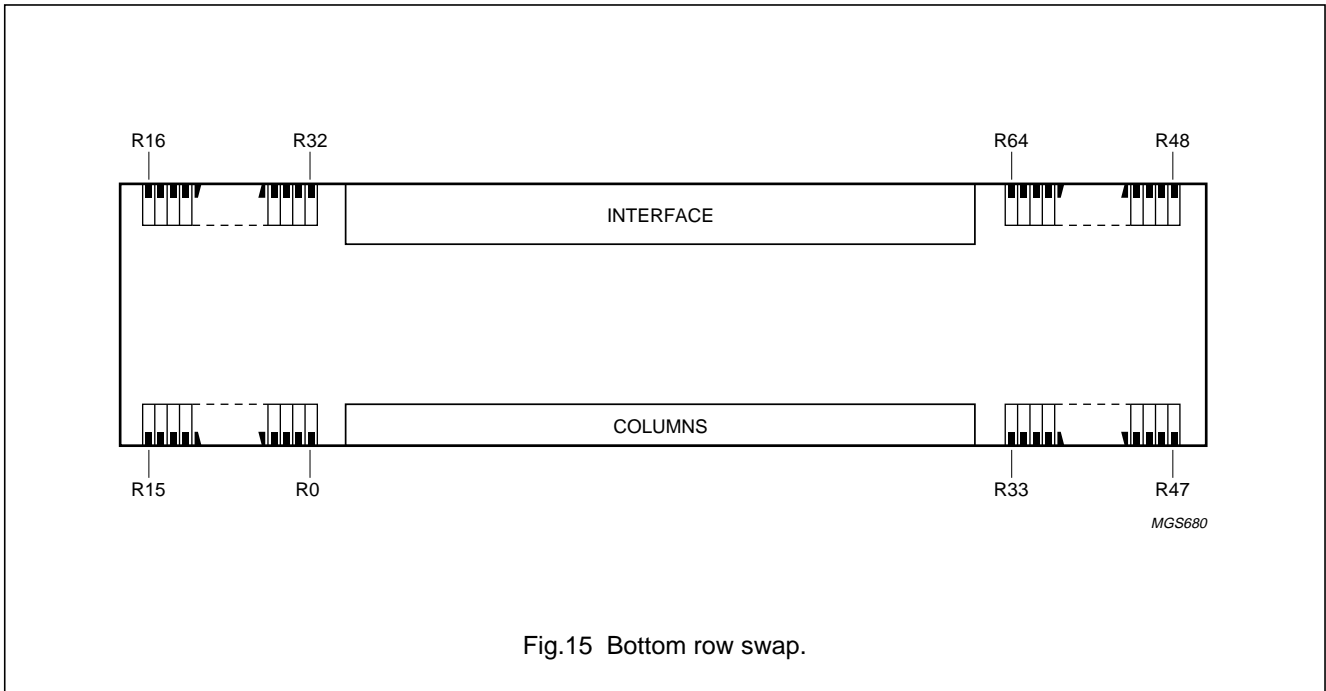 R16 R32 R64 R48
INTERFACE
COLUMNS
R15 R0 R33 R47
MGS680
Fig.15 Bottom row swap.